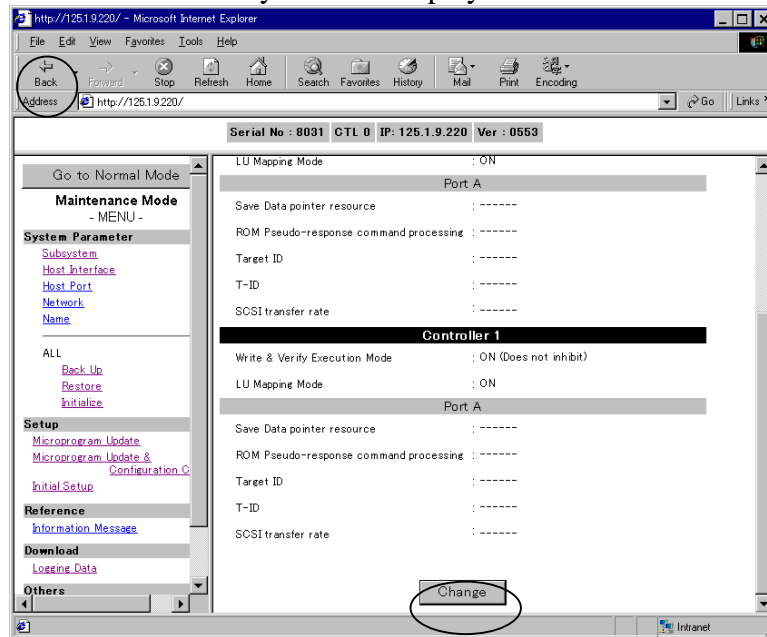 http://125.1.9.220/ - Microsoft Internet Explorer
File Edit View Favorites Tools Help
Back Forward Stop Refresh Home Search Favorites History Mail Print Encoding
Address http://125.1.9.220/ Go Links
Serial No : 8031 CTL 0 IP: 125.1.9.220 Ver : 0553
Go to Normal Mode
Maintenance Mode
- MENU -
System Parameter
Subsystem
Host Interface
Host Port
Network
Name
ALL
Back Up
Restore
Initialize
Setup
Microprogram Update
Microprogram Update &
Configuration C
Initial Setup
Reference
Information Message
Download
Logging Data
Others
LU Mapping Mode : ON
Port A
Save Data pointer resource : ------
ROM Pseudo-response command processing : ------
Target ID : ------
T-ID : ------
SCSI transfer rate : ------
Controller 1
Write & Verify Execution Mode : ON (Does not inhibit)
LU Mapping Mode : ON
Port A
Save Data pointer resource : ------
ROM Pseudo-response command processing : ------
Target ID : ------
T-ID : ------
SCSI transfer rate : ------
Change
Intranet